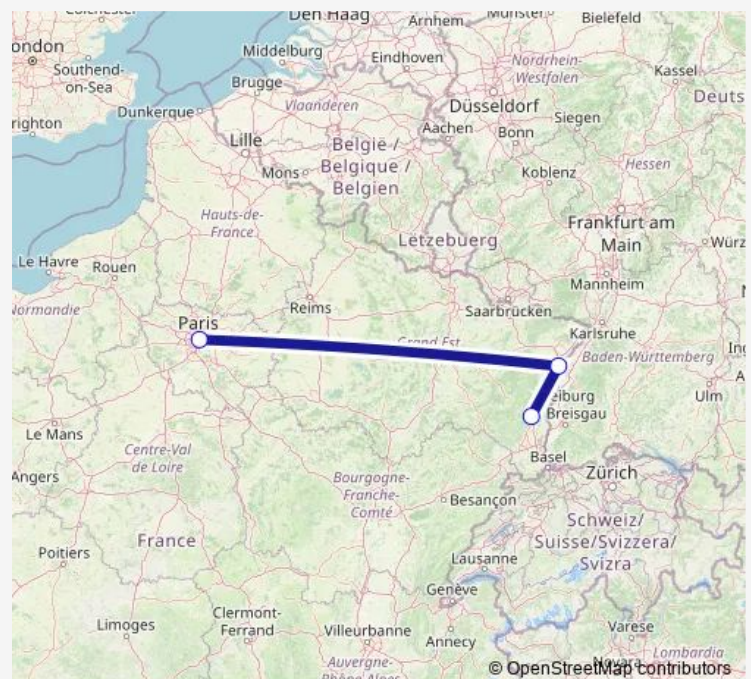 Den Haag
Arnhem
Bielefeld
ondon
Middelburg
Eindhoven
Nordrhein-
Westfalen
Kassel
Southend-
on-Sea
Brugge
Vlaanderen
Düsseldorf
Deuts
righton
Dunkerque
Siegen
Aachen
Bonn
Lille
België /
Belgique /
Belgien
Mons
Koblenz
Hessen
Hauts-de-
France
Frankfurt am
Main
Lëtzebuerg
Würz
Le Havre
Rouen
Mannheim
Normandie
Reims
Saarbrücken
Paris
Karlsruhe
Grand Est
Baden-Württemberg
Ulm
eiburg
Breisgau
Le Mans
Centre-Val
de Loire
Basel
Zürich
Angers
Bourgogne-
Franche-
Comté
Besançon
Schweiz/
Suisse/Svizzera/
Svizra
France
Poitiers
Lausanne
Genève
Limoges
Clermont-
Ferrand
Villeurbanne
Annecy
Varese
Auvergne-
Lombardia
© OpenStreetMap contributors